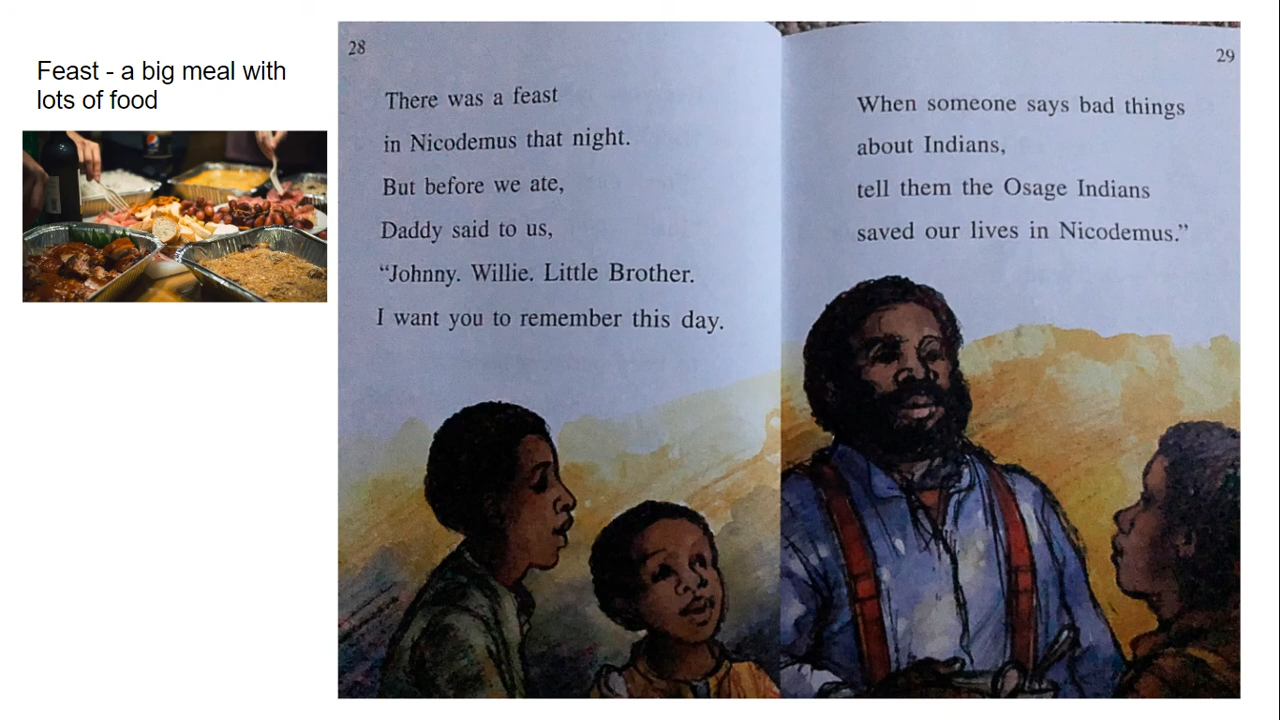 Feast - a big meal with
lots of food
28
There was a feast
in Nicodemus that night.
But before we ate,
Daddy said to us,
“Johnny. Willie. Little Brother.
I want you to remember this day.
29
When someone says bad things
about Indians,
tell them the Osage Indians
saved our lives in Nicodemus.”